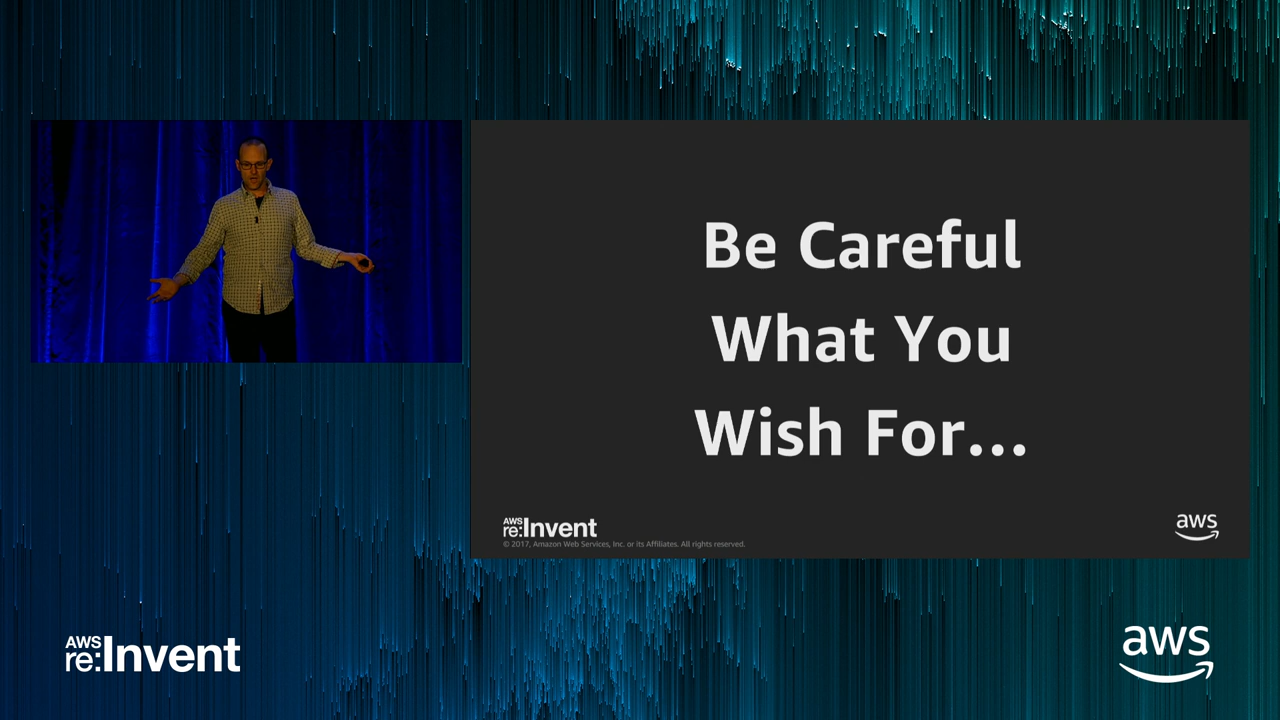 Be Careful
What You
Wish For...
AWS
re:Invent
© 2017, Amazon Web Services, Inc. or its Affiliates. All rights reserved.
aws
AWS
re:Invent
aws